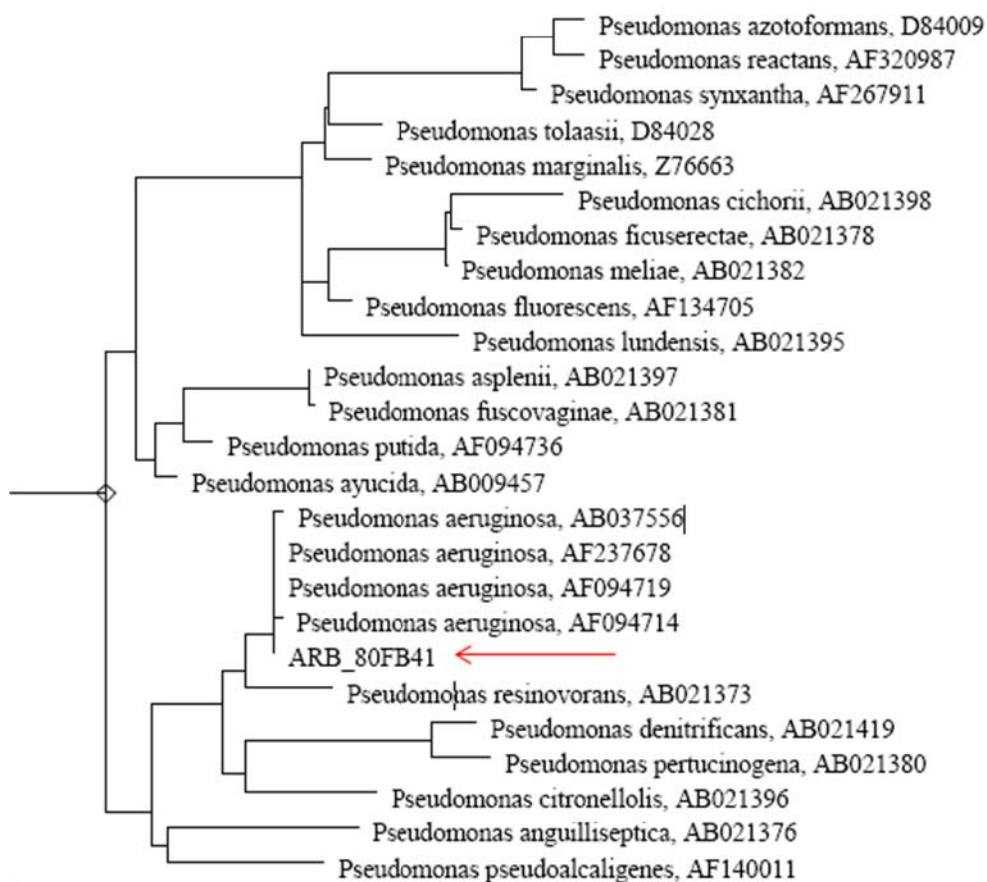 Pseudomonas azotoformans, D84009
Pseudomonas reactans, AF320987
Pseudomonas synxantha, AF267911
Pseudomonas tolaasii, D84028
Pseudomonas marginalis, Z76663
Pseudomonas cichorii, AB021398
Pseudomonas ficuserectae, AB021378
Pseudomonas meliae, AB021382
Pseudomonas fluorescens, AF134705
Pseudomonas lundensis, AB021395
Pseudomonas asplenii, AB021397
Pseudomonas fuscovaginae, AB021381
Pseudomonas putida, AF094736
Pseudomonas ayucida, AB009457
Pseudomonas aeruginosa, AB037556
Pseudomonas aeruginosa, AF237678
Pseudomonas aeruginosa, AF094719
Pseudomonas aeruginosa, AF094714
ARB_80FB41
Pseudomonas resinovorans, AB021373
Pseudomonas denitrificans, AB021419
Pseudomonas pertucinogena, AB021380
Pseudomonas citronellolis, AB021396
Pseudomonas anguilliseptica, AB021376
Pseudomonas pseudoalcaligenes, AF140011